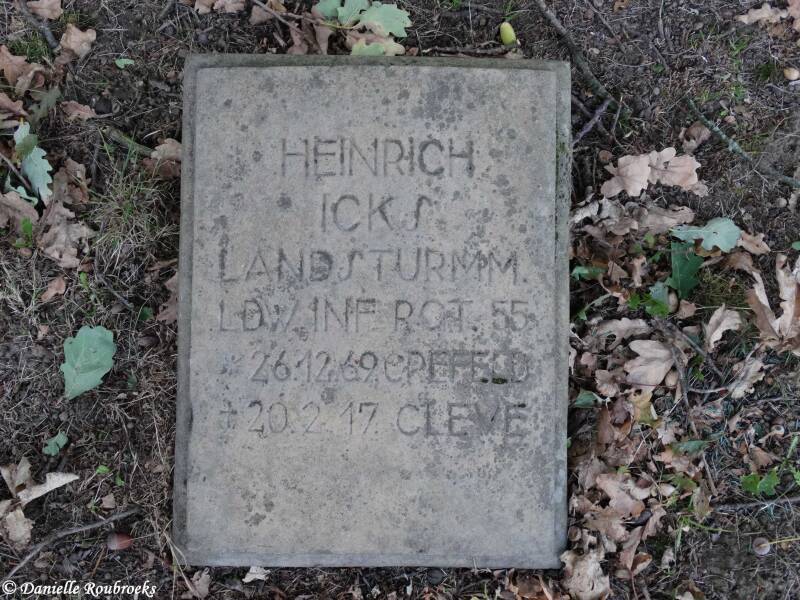 HEINRICH
ICKS
LANDSTURMM.
LDW. INF. RGT. 55
* 26.12.69 CREFELD
† 20.2.17. CLEVE
© Danielle Roubroeks